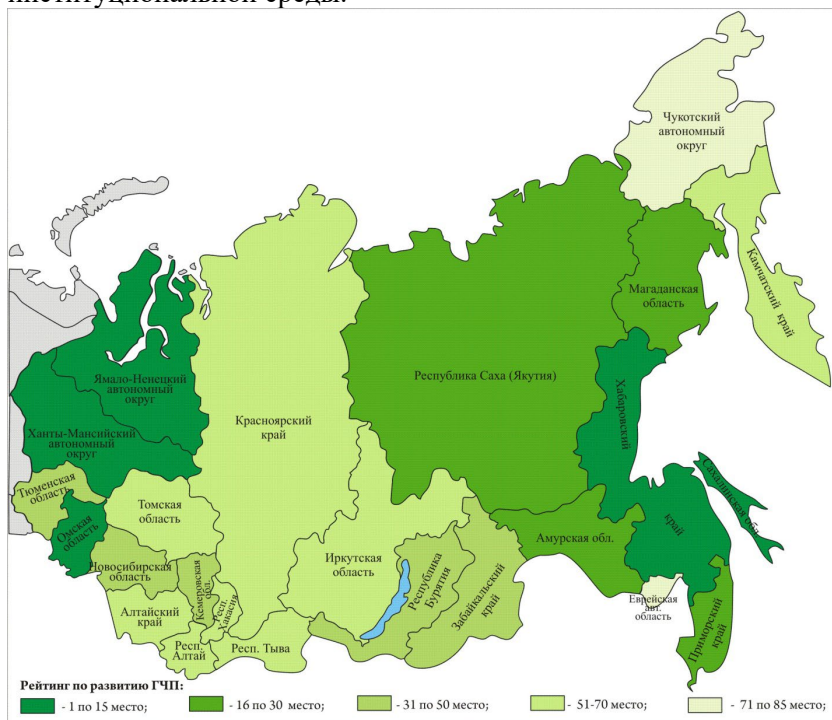 институциональной среды.
Чукотский
автономный
округ
Камчатский край
Магаданская
область
Республика Саха (Якутия)
Ямало-Ненецкий
автономный
округ
Хабаровский
Красноярский
край
Ханты-Мансийский
автономный
округ
Сахалинская обл.
Тюменская
область
Томская
область
Омская
область
край
Амурская обл.
Новосибирская
область
Иркутская
область
Республика
Бурятия
Забайкальский
край
Кемеровская
обл.
Респ.
Хакасия
Еврейская
авт.
область
Алтайский
край
Приморский
край
Респ.
Алтай
Респ. Тыва
Рейтинг по развитию ГЧП:
- 1 по 15 место;
- 16 по 30 место;
- 31 по 50 место;
- 51-70 место;
- 71 по 85 место;